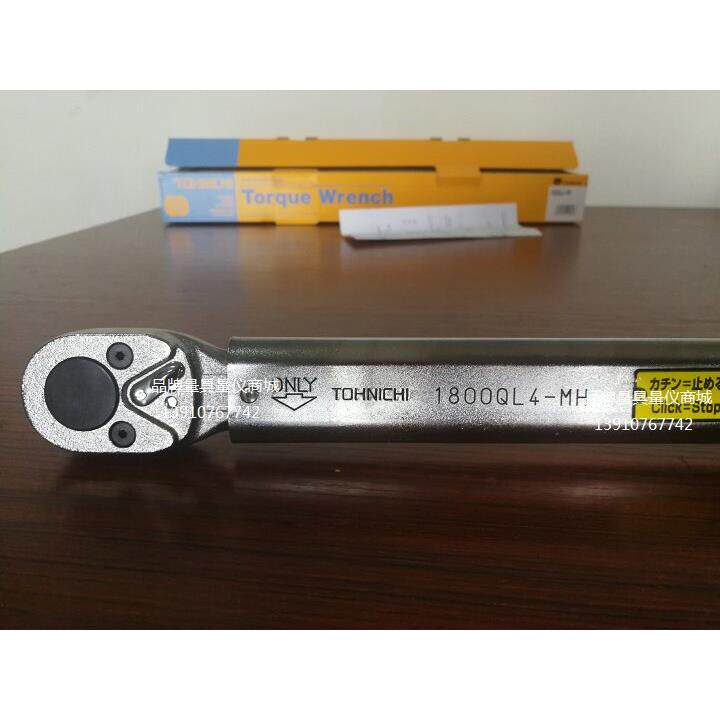 TOHNICHI
Torque Wrench
ONLY
TOHNICHI
1800QL4-MH
カチン=止める
Click=Stop
品牌量具量仪商城
13910767742
量具量仪商城
13910767742